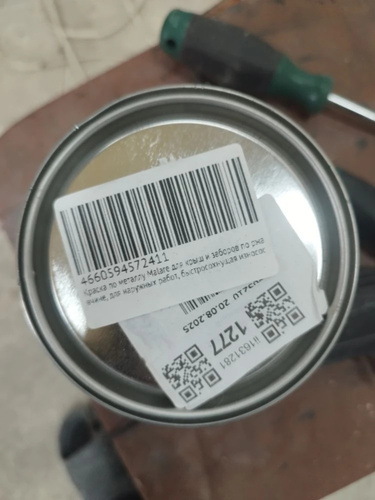 4660594572411
Краска по металлу Malare для крыш и заборов по ржа
вчине, для наружных работ, быстросохнущая
20.08.2025
1277
#1631281